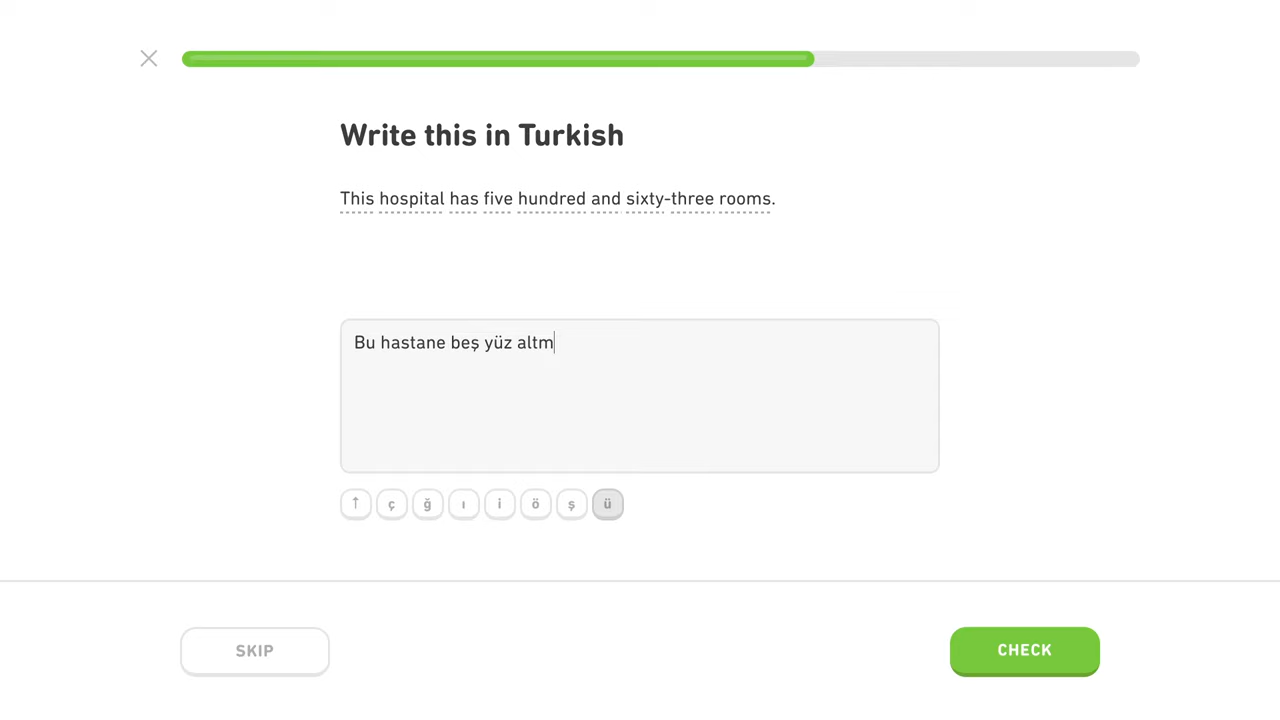 Write this in Turkish
This hospital has five hundred and sixty-three rooms.
Bu hastane beş yüz altm
↑ ç ğ ı i ö ş ü
SKIP
CHECK